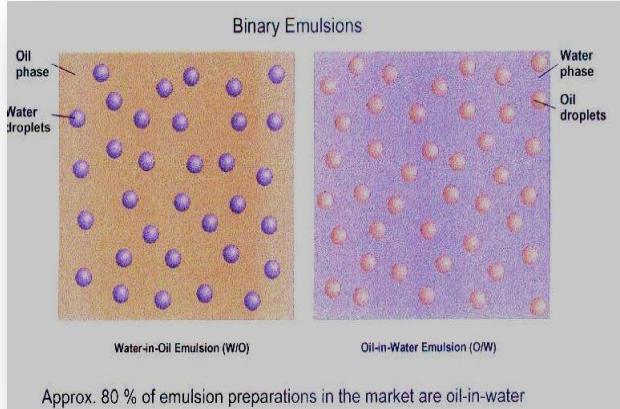 Binary Emulsions
Oil
phase
Water
droplets
Water
phase
Oil
droplets
Water-in-Oil Emulsion (W/O)
Oil-in-Water Emulsion (O/W)
Approx. 80 % of emulsion preparations in the market are oil-in-water